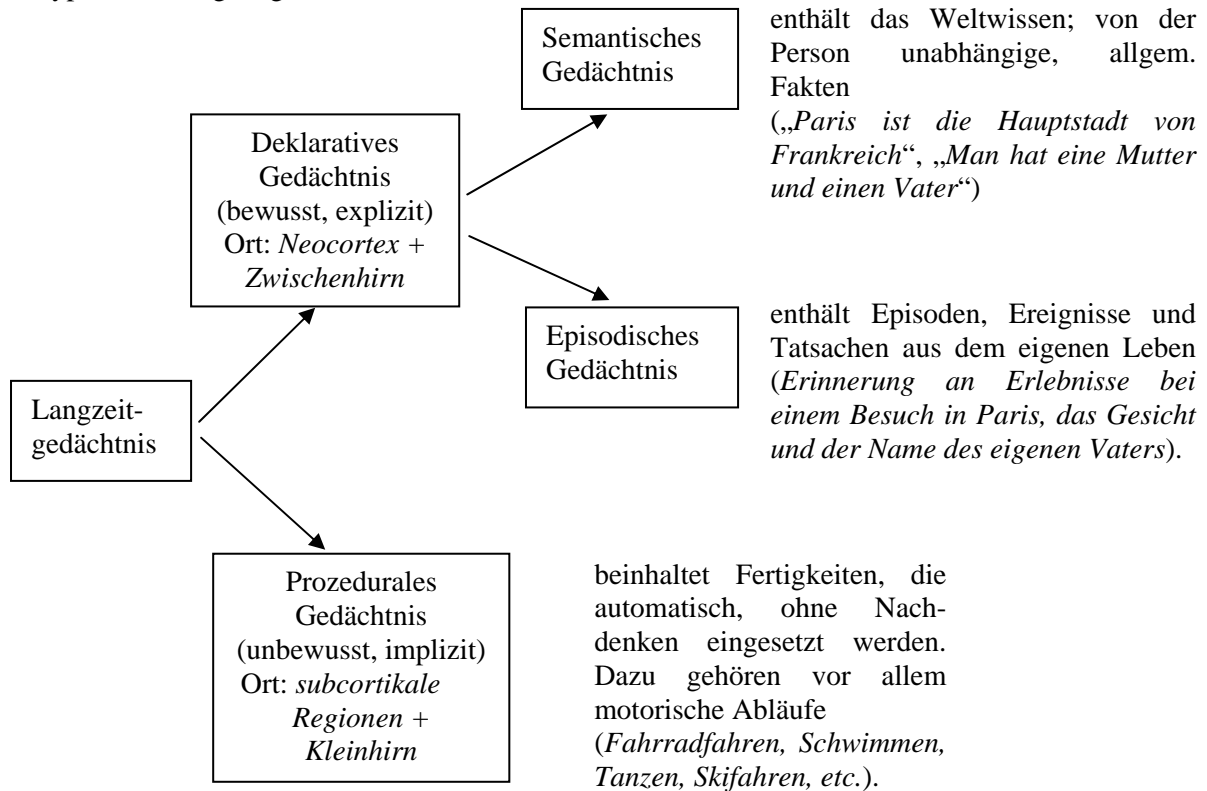 Semantisches
Gedächtnis
enthält das Weltwissen; von der
Person unabhängige, allgem.
Fakten
(„Paris ist die Hauptstadt von
Frankreich“, „Man hat eine Mutter
und einen Vater“)
Deklaratives
Gedächtnis
(bewusst, explizit)
Ort: Neocortex +
Zwischenhirn
Episodisches
Gedächtnis
enthält Episoden, Ereignisse und
Tatsachen aus dem eigenen Leben
(Erinnerung an Erlebnisse bei
einem Besuch in Paris, das Gesicht
und der Name des eigenen Vaters).
Langzeit-
gedächtnis
Prozedurales
Gedächtnis
(unbewusst, implizit)
Ort: subcortikale
Regionen +
Kleinhirn
beinhaltet Fertigkeiten, die
automatisch, ohne Nach-
denken eingesetzt werden.
Dazu gehören vor allem
motorische Abläufe
(Fahrradfahren, Schwimmen,
Tanzen, Skifahren, etc.).